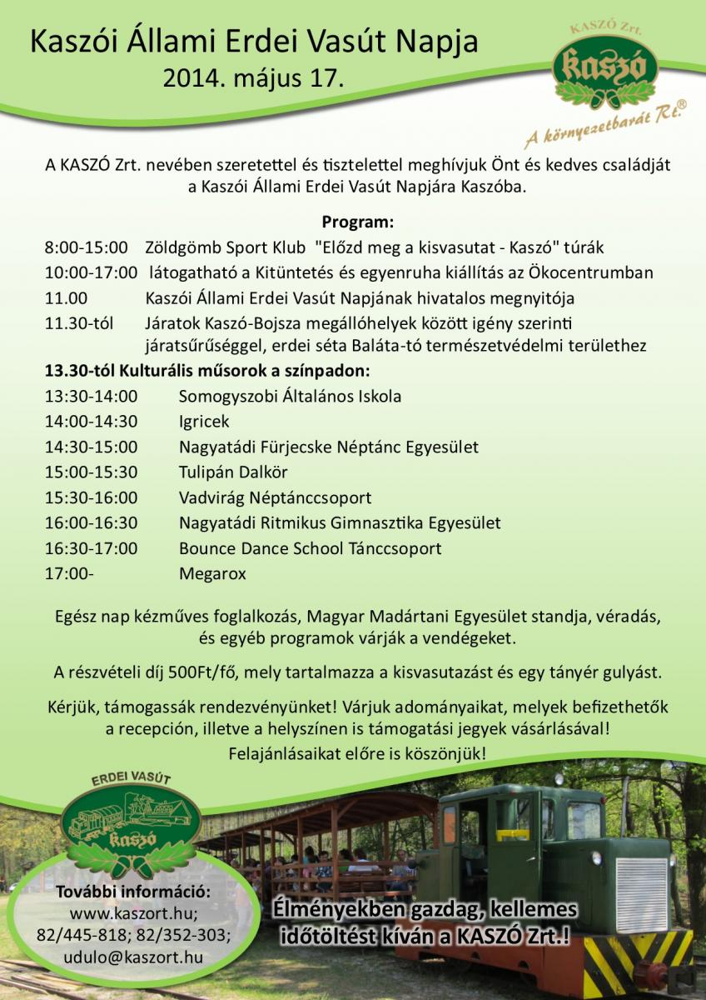 Kaszói Állami Erdei Vasút Napja
2014. május 17.
KASZÓ Zrt.
kaszó
A környezetbarát Rt.®
A KASZÓ Zrt. nevében szeretettel és tisztelettel meghívjuk Önt és kedves családját
a Kaszói Állami Erdei Vasút Napjára Kaszóba.
Program:
8:00-15:00 Zöldgömb Sport Klub "Előzd meg a kisvasutat - Kaszó" túrák
10:00-17:00 látogatható a Kitüntetés és egyenruha kiállítás az Ökocentrumban
11.00 Kaszói Állami Erdei Vasút Napjának hivatalos megnyitója
11.30-tól Járatok Kaszó-Bojsza megállóhelyek között igény szerinti
járatsűrűséggel, erdei séta Baláta-tó természetvédelmi területhez
13.30-tól Kulturális műsorok a színpadon:
13:30-14:00 Somogyszobi Általános Iskola
14:00-14:30 Igricek
14:30-15:00 Nagyatádi Fürjecske Néptánc Egyesület
15:00-15:30 Tulipán Dalkör
15:30-16:00 Vadvirág Néptánccsoport
16:00-16:30 Nagyatádi Ritmikus Gimnasztika Egyesület
16:30-17:00 Bounce Dance School Tánccsoport
17:00- Megarox
Egész nap kézműves foglalkozás, Magyar Madártani Egyesület standja, véradás,
és egyéb programok várják a vendégeket.
A részvételi díj 500Ft/fő, mely tartalmazza a kisvasutazást és egy tányér gulyást.
Kérjük, támogassák rendezvényünket! Várjuk adományaikat, melyek befizethetők
a recepción, illetve a helyszínen is támogatási jegyek vásárlásával!
Felajánlásaikat előre is köszönjük!
ERDEI VASÚT
kaszó
További információ:
www.kaszort.hu;
82/445-818; 82/352-303;
udulo@kaszort.hu
Élményekben gazdag, kellemes
időtöltést kíván a KASZÓ Zrt.!